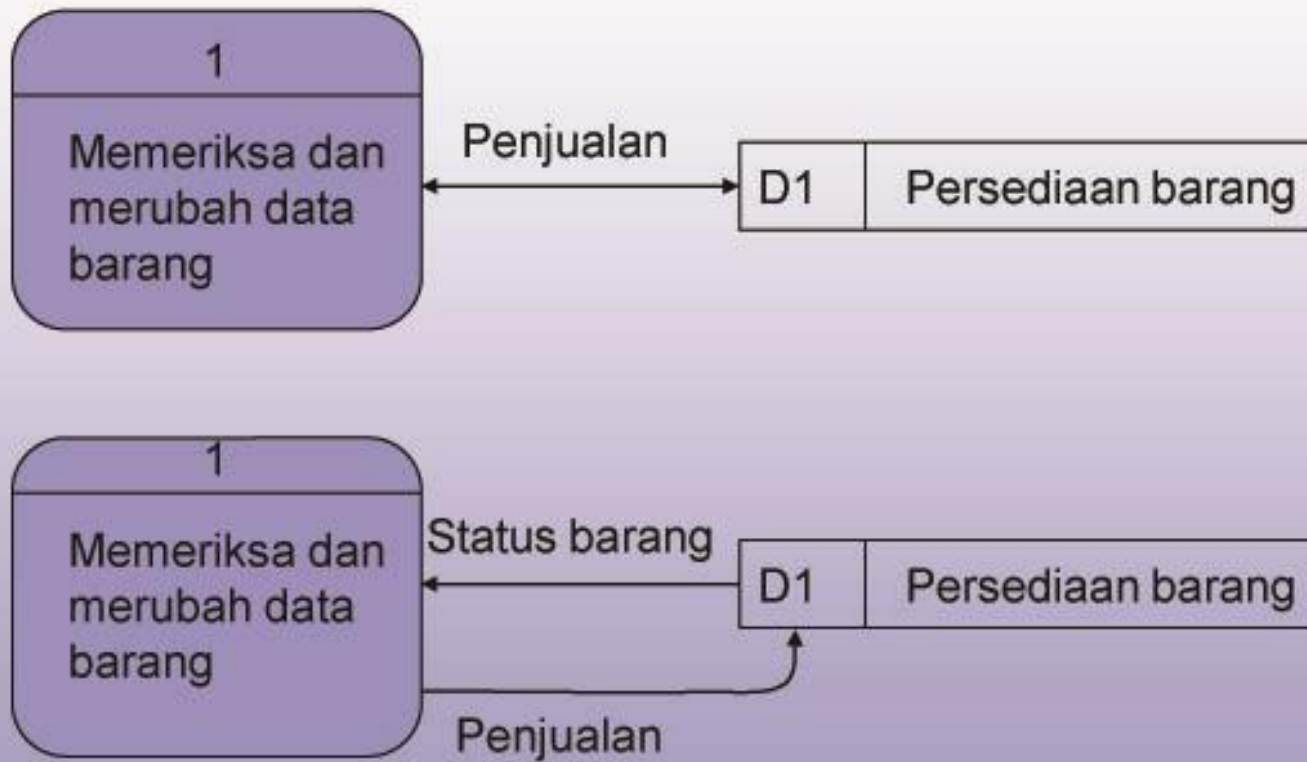 1
Memeriksa dan
merubah data
barang
Penjualan
D1 Persediaan barang
1
Memeriksa dan
merubah data
barang
Status barang
D1 Persediaan barang
Penjualan